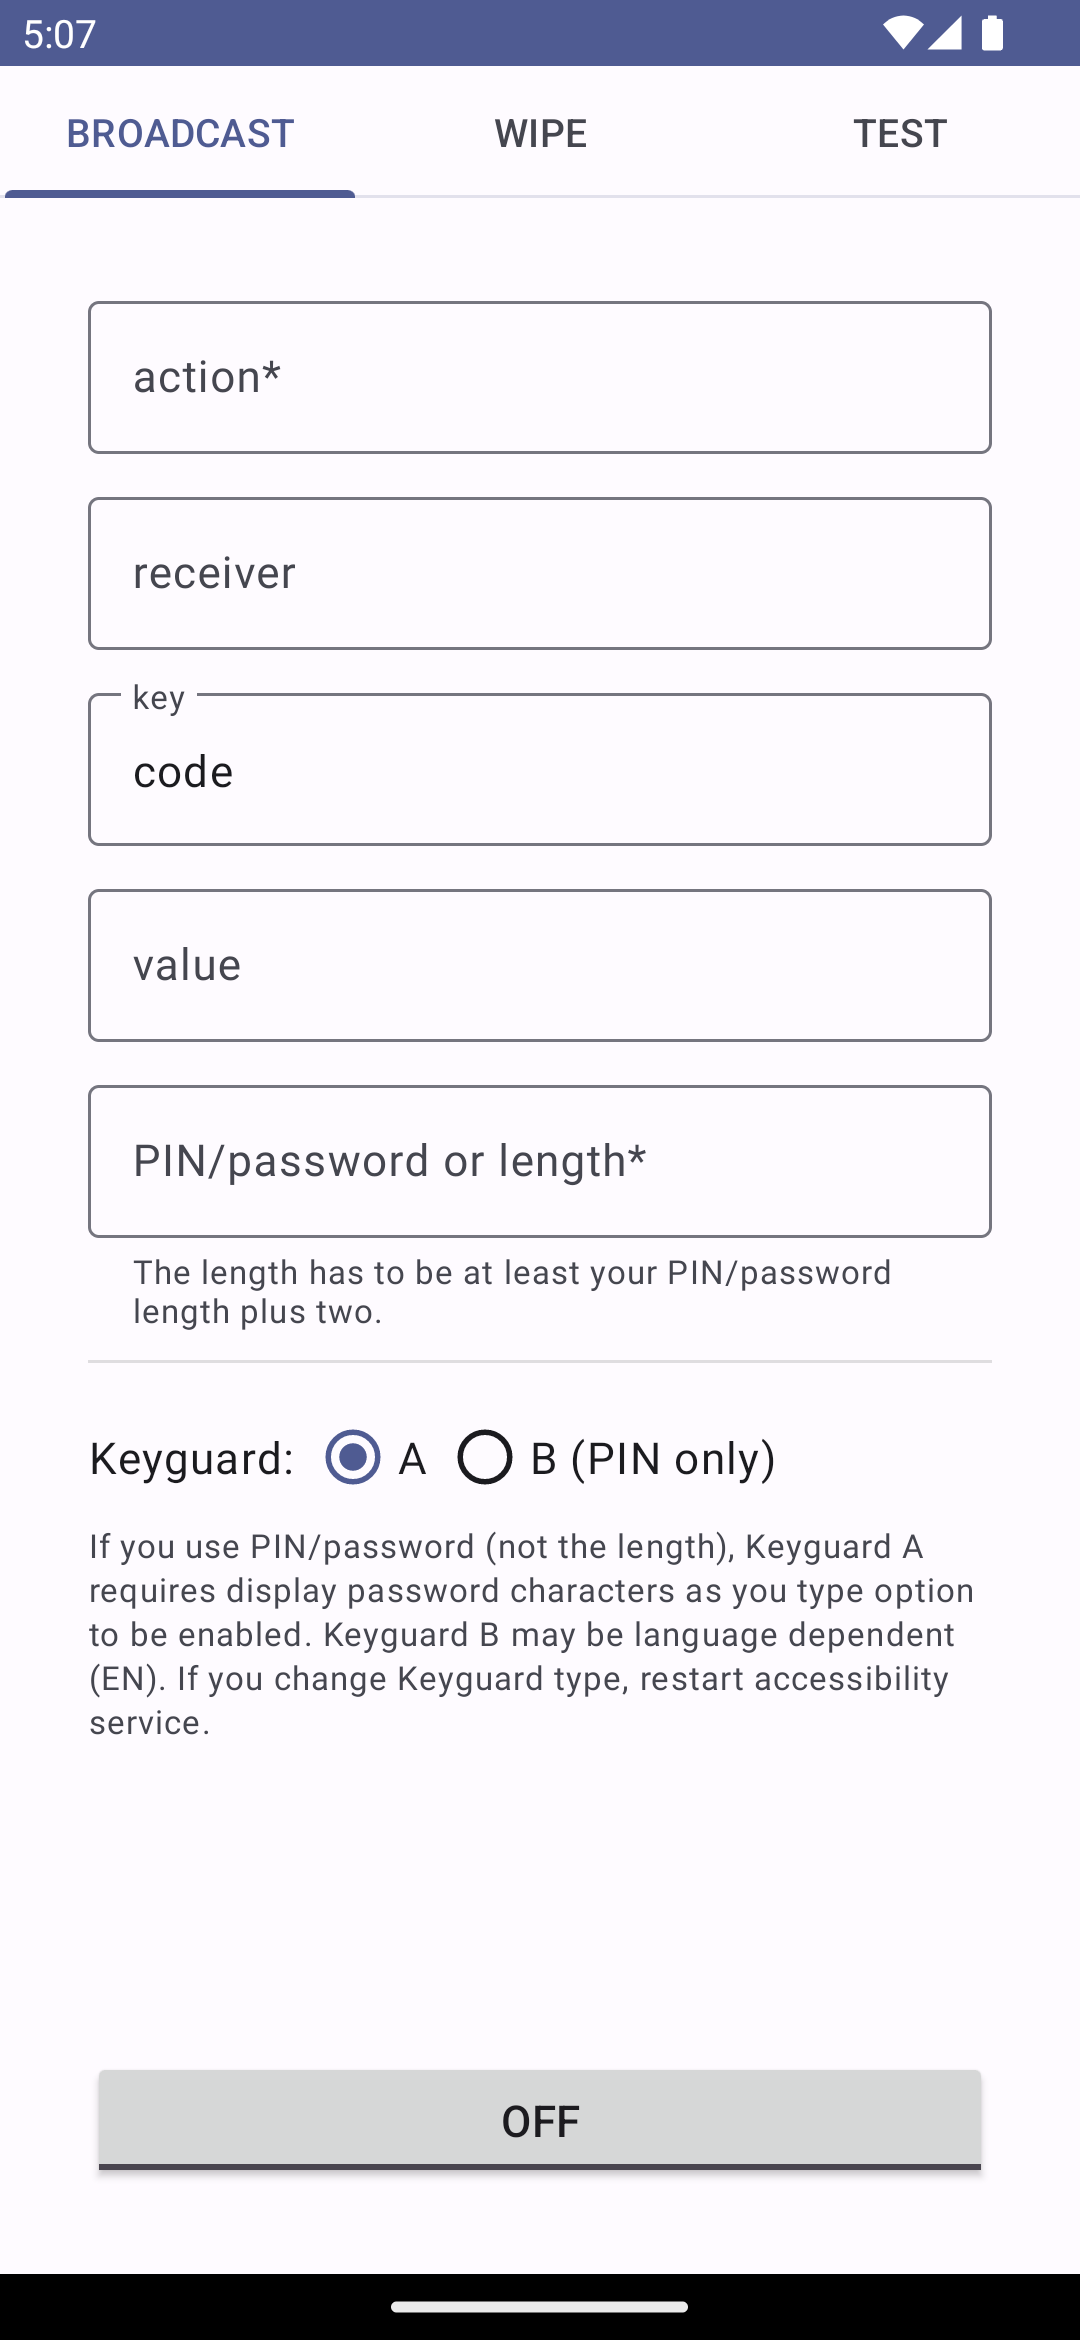 5:07
BROADCAST WIPE TEST
action*
receiver
key
code
value
PIN/password or length*
The length has to be at least your PIN/password
length plus two.
Keyguard: A B (PIN only)
If you use PIN/password (not the length), Keyguard A
requires display password characters as you type option
to be enabled. Keyguard B may be language dependent
(EN). If you change Keyguard type, restart accessibility
service.
OFF